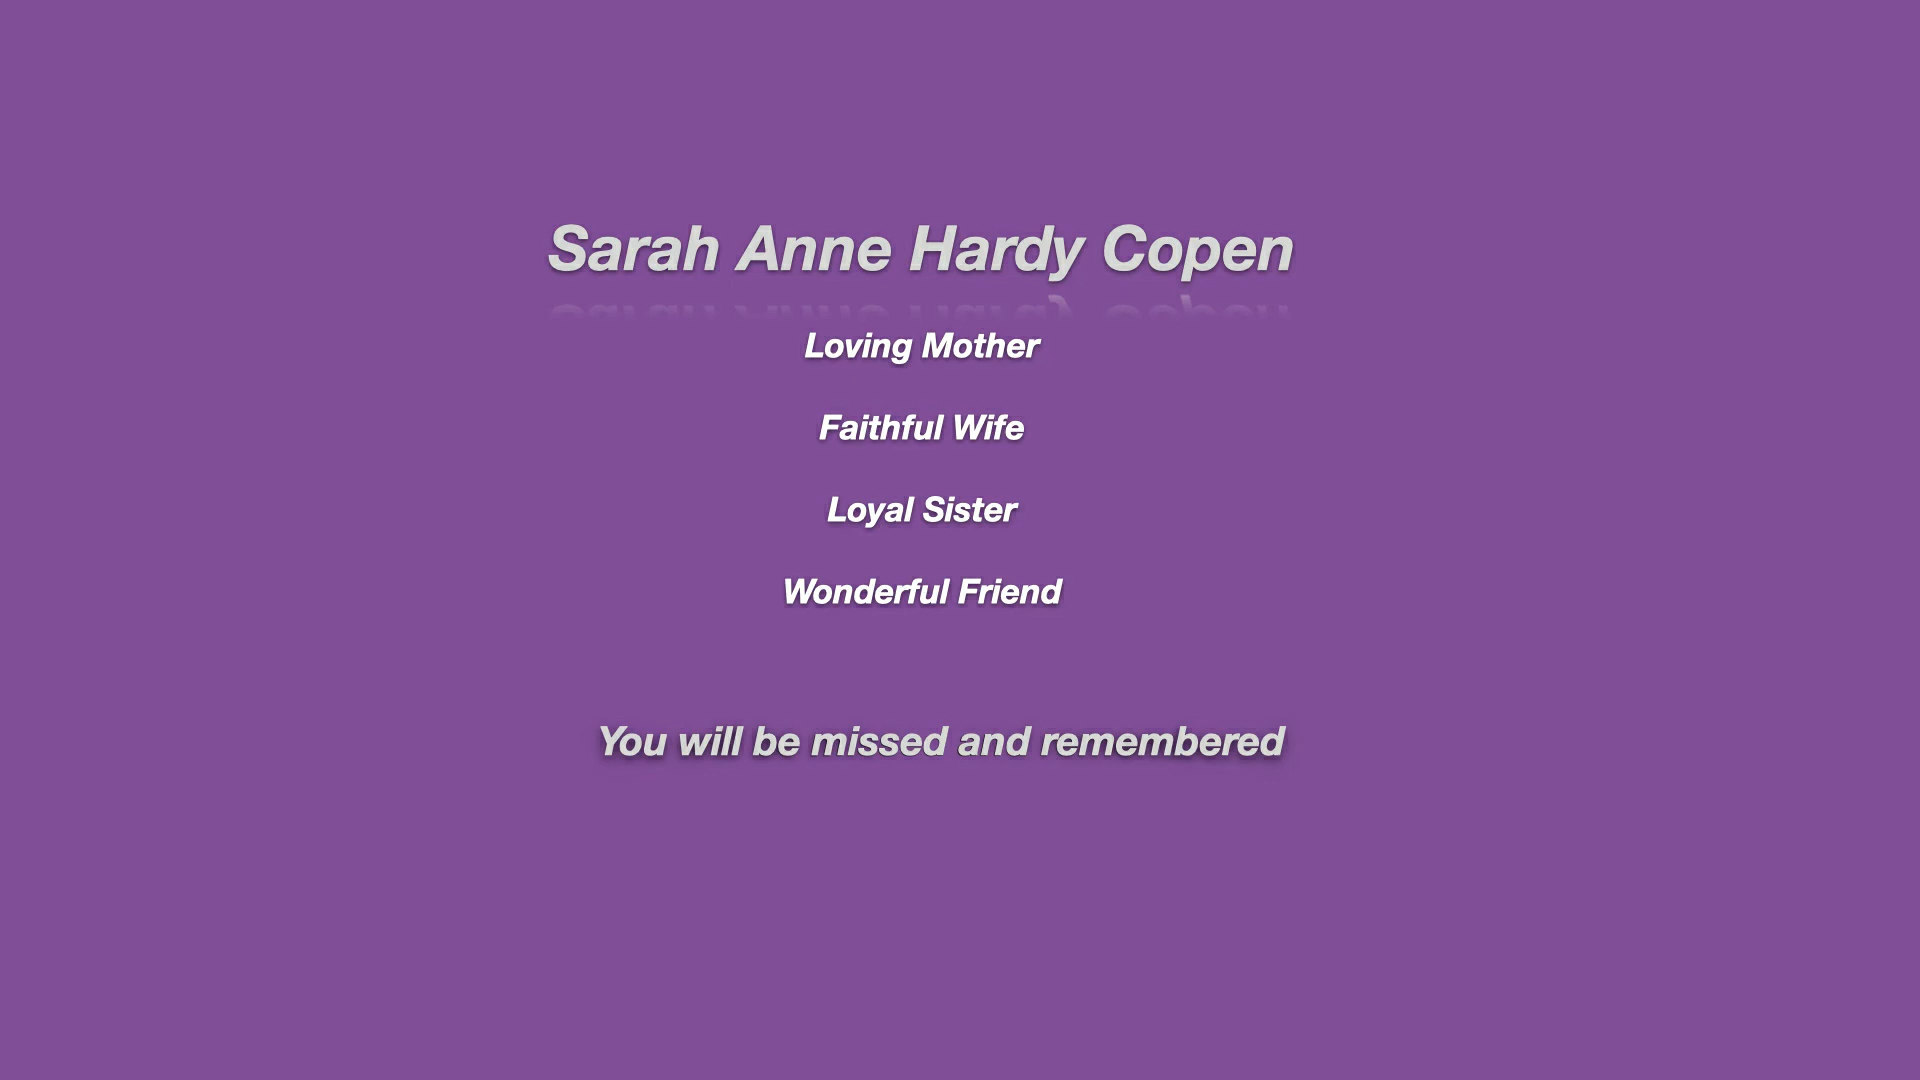 Sarah Anne Hardy Copen
Loving Mother
Faithful Wife
Loyal Sister
Wonderful Friend
You will be missed and remembered